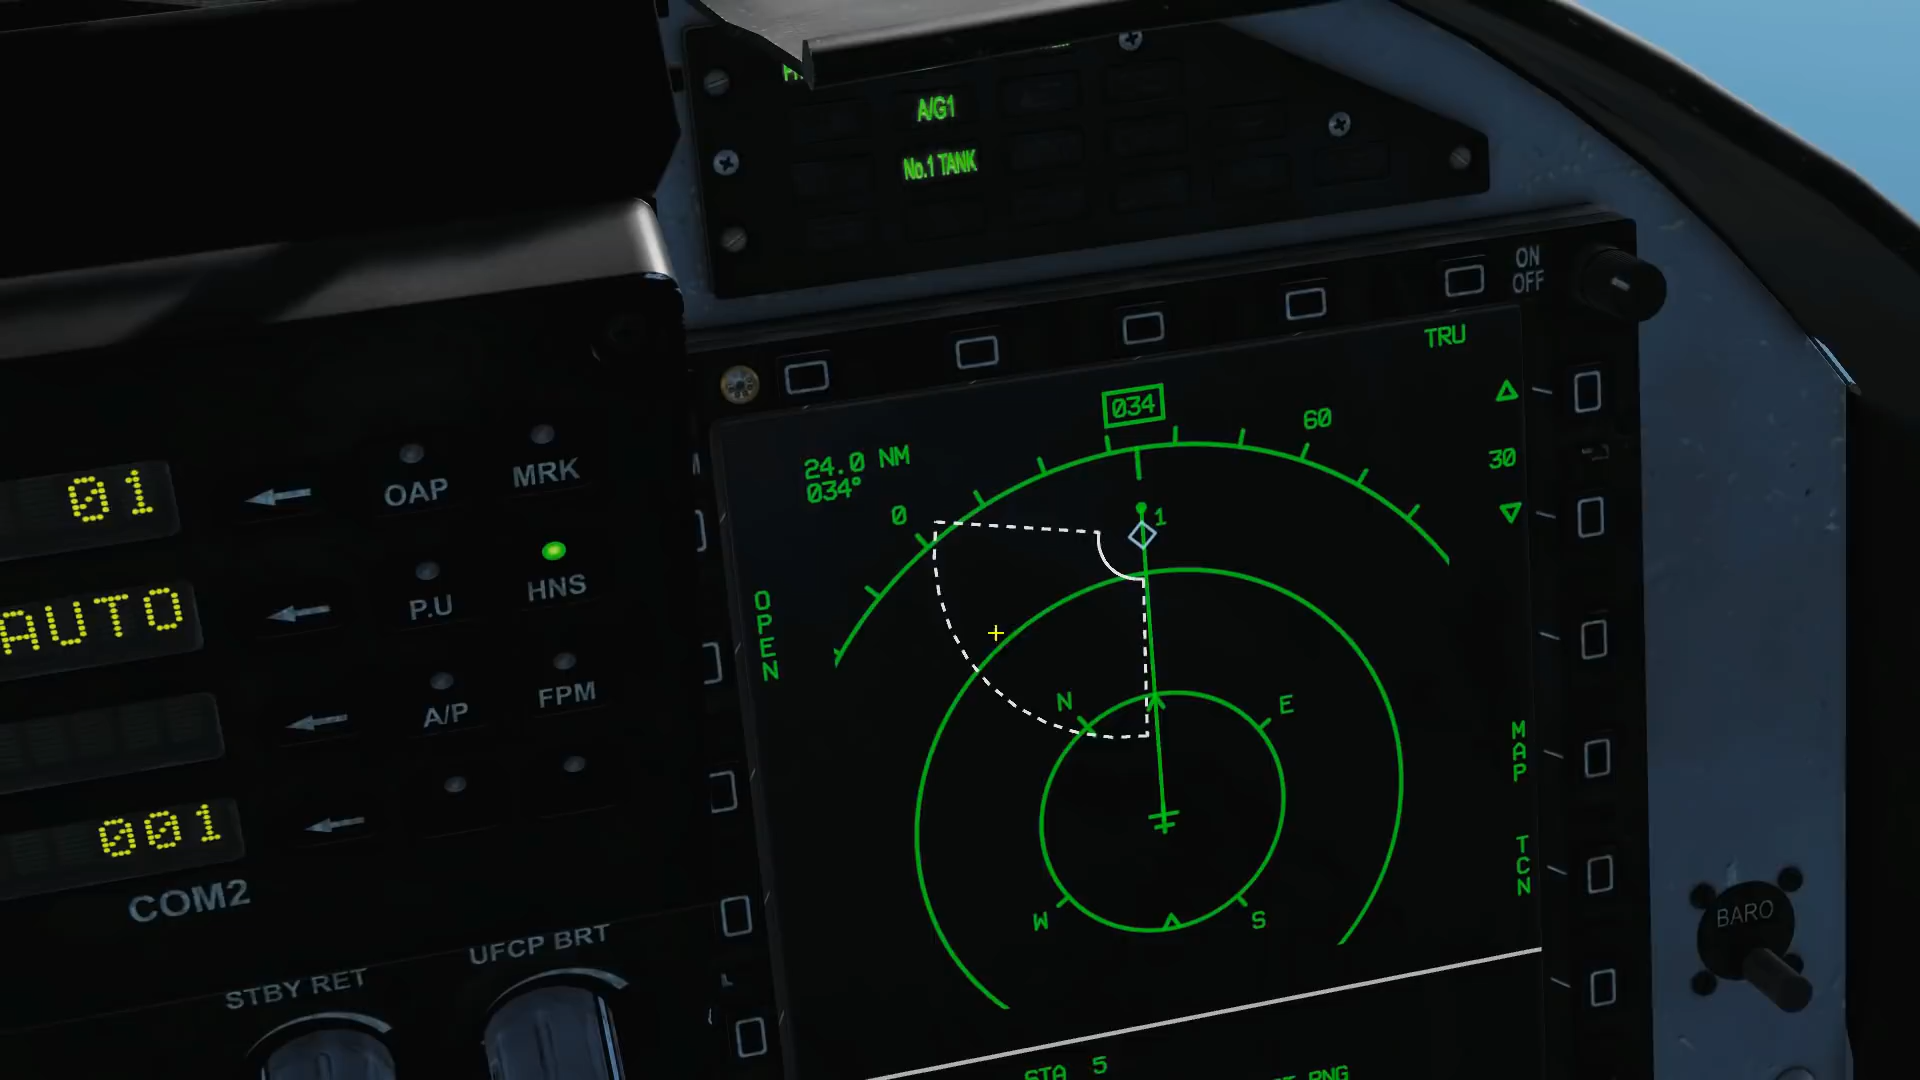 A/G1
No.1 TANK
ON
OFF
TRU
034
60
24.0 NM
034°
0
1
30
OPEN
N
E
W
S
MAP
TCN
STA 5
RNG
01
OAP
MRK
AUTO
P.U
HNS
A/P
FPM
001
COM2
UFCP BRT
STBY RET
BARO